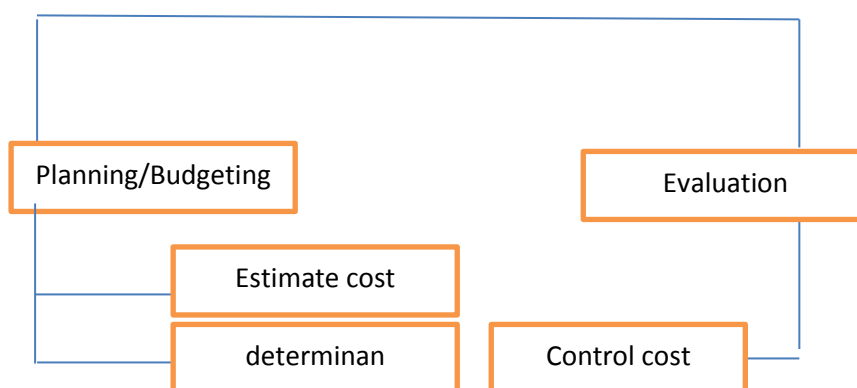 Planning/Budgeting
Evaluation
Estimate cost
determinan
Control cost